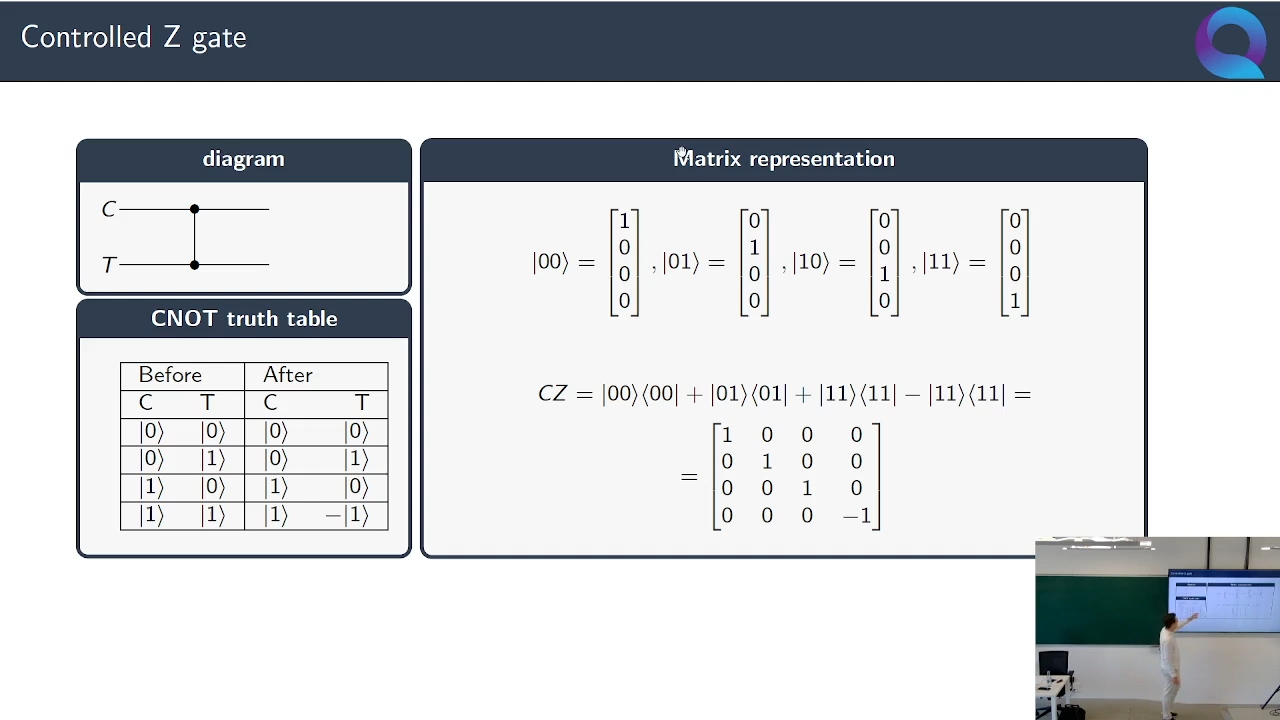 Controlled Z gate
diagram
C
T
CNOT truth table
Before After
C T C T
|0⟩ |0⟩ |0⟩ |0⟩
|0⟩ |1⟩ |0⟩ |1⟩
|1⟩ |0⟩ |1⟩ |0⟩
|1⟩ |1⟩ |1⟩ −|1⟩
Matrix representation
|00⟩ = [1 0 0 0], |01⟩ = [0 1 0 0], |10⟩ = [0 0 1 0], |11⟩ = [0 0 0 1]
CZ = |00⟩⟨00| + |01⟩⟨01| + |11⟩⟨11| − |11⟩⟨11| =
= [1 0 0 0
0 1 0 0
0 0 1 0
0 0 0 −1]